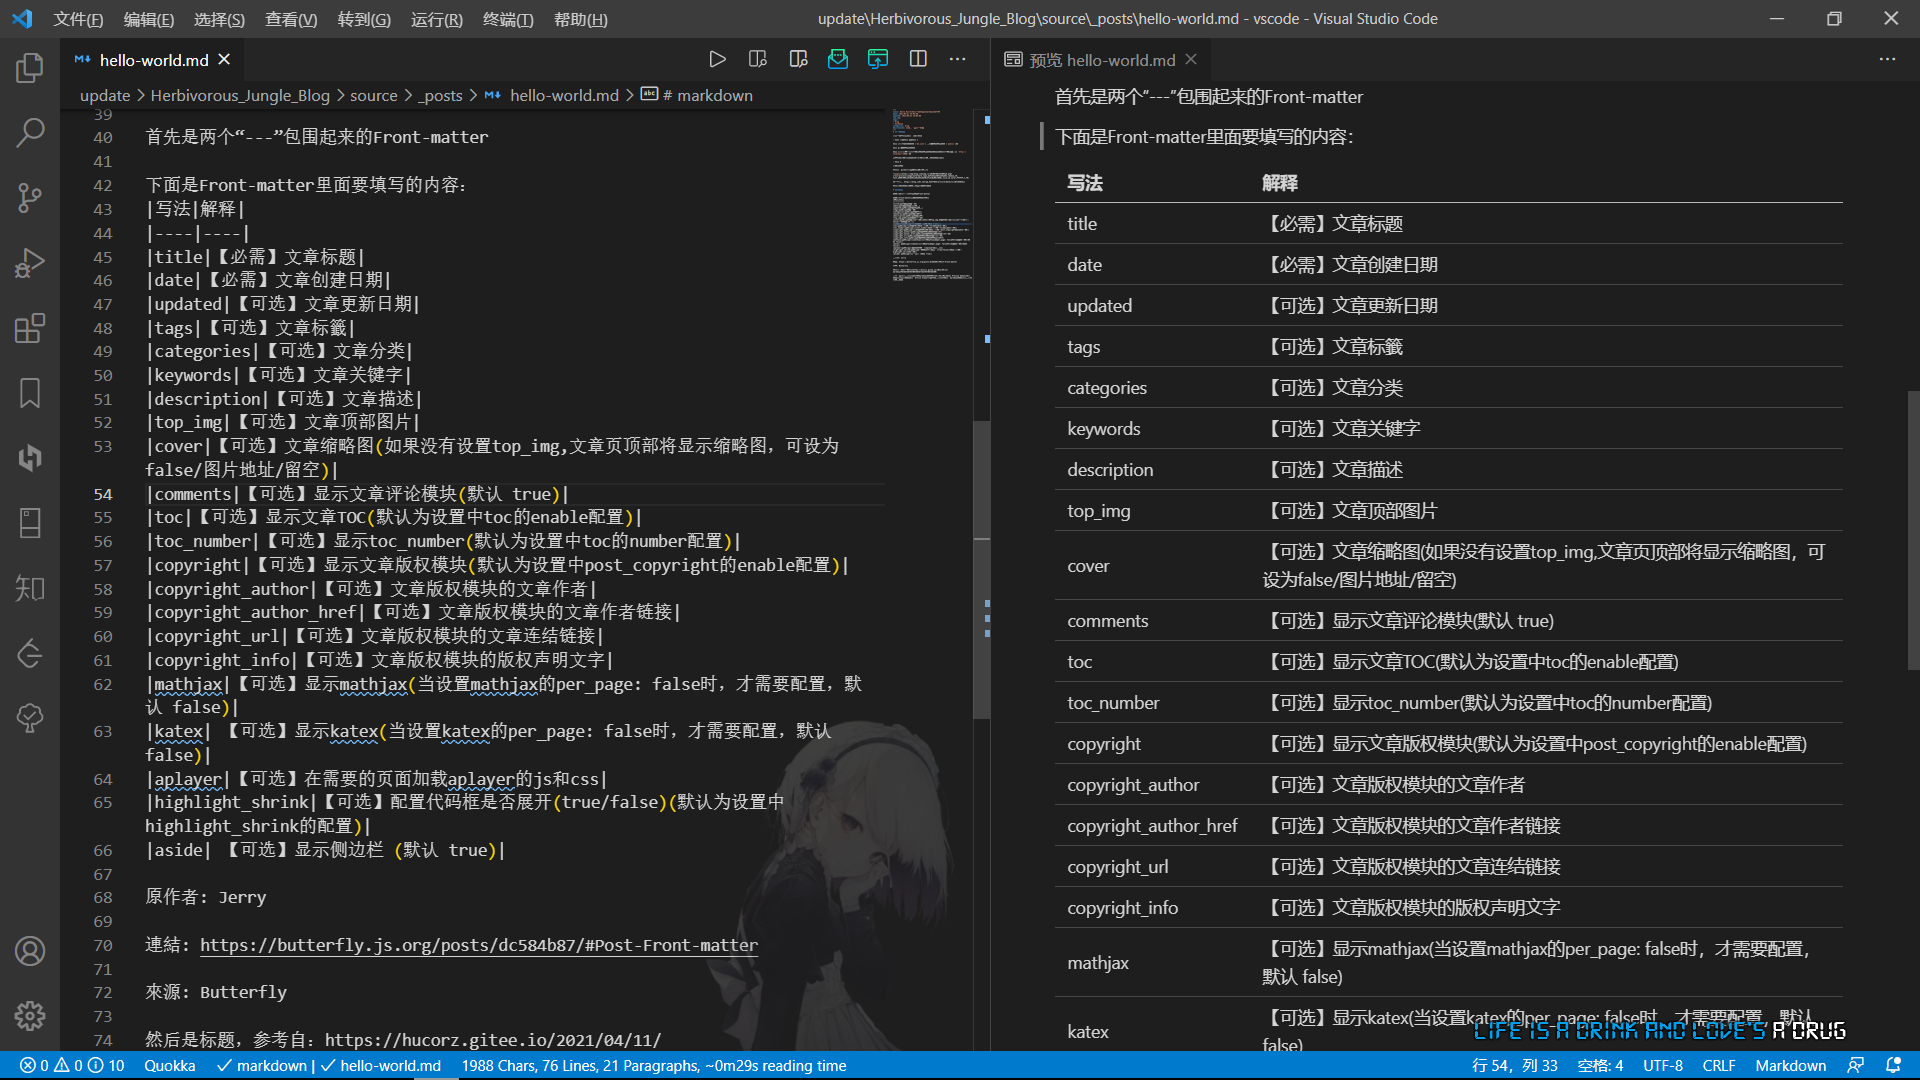 文件(F) 编辑(E) 选择(S) 查看(V) 转到(G) 运行(R) 终端(T) 帮助(H)
update\Herbivorous_Jungle_Blog\source\_posts\hello-world.md - vscode - Visual Studio Code
hello-world.md
update > Herbivorous_Jungle_Blog > source > _posts > hello-world.md > # markdown
39
40 首先是两个“---”包围起来的Front-matter
41
42 下面是Front-matter里面要填写的内容:
43 |写法|解释|
44 |----|----|
45 |title|【必需】文章标题|
46 |date|【必需】文章创建日期|
47 |updated|【可选】文章更新日期|
48 |tags|【可选】文章标籤|
49 |categories|【可选】文章分类|
50 |keywords|【可选】文章关键字|
51 |description|【可选】文章描述|
52 |top_img|【可选】文章顶部图片|
53 |cover|【可选】文章缩略图(如果没有设置top_img,文章页顶部将显示缩略图，可设为
false/图片地址/留空)|
54 |comments|【可选】显示文章评论模块(默认 true)|
55 |toc|【可选】显示文章TOC(默认为设置中toc的enable配置)|
56 |toc_number|【可选】显示toc_number(默认为设置中toc的number配置)|
57 |copyright|【可选】显示文章版权模块(默认为设置中post_copyright的enable配置)|
58 |copyright_author|【可选】文章版权模块的文章作者|
59 |copyright_author_href|【可选】文章版权模块的文章作者链接|
60 |copyright_url|【可选】文章版权模块的文章连结链接|
61 |copyright_info|【可选】文章版权模块的版权声明文字|
62 |mathjax|【可选】显示mathjax(当设置mathjax的per_page: false时，才需要配置，默
认 false)|
63 |katex| 【可选】显示katex(当设置katex的per_page: false时，才需要配置，默认
false)|
64 |aplayer|【可选】在需要的页面加载aplayer的js和css|
65 |highlight_shrink|【可选】配置代码框是否展开(true/false)(默认为设置中
highlight_shrink的配置)|
66 |aside| 【可选】显示侧边栏 (默认 true)|
67
68 原作者: Jerry
69
70 連結: https://butterfly.js.org/posts/dc584b87/#Post-Front-matter
71
72 來源: Butterfly
73
74 然后是标题，参考自：https://hucorz.gitee.io/2021/04/11/
预览 hello-world.md
首先是两个“---”包围起来的Front-matter
下面是Front-matter里面要填写的内容:
写法 解释
title 【必需】文章标题
date 【必需】文章创建日期
updated 【可选】文章更新日期
tags 【可选】文章标籤
categories 【可选】文章分类
keywords 【可选】文章关键字
description 【可选】文章描述
top_img 【可选】文章顶部图片
cover 【可选】文章缩略图(如果没有设置top_img,文章页顶部将显示缩略图，可
设为false/图片地址/留空)
comments 【可选】显示文章评论模块(默认 true)
toc 【可选】显示文章TOC(默认为设置中toc的enable配置)
toc_number 【可选】显示toc_number(默认为设置中toc的number配置)
copyright 【可选】显示文章版权模块(默认为设置中post_copyright的enable配置)
copyright_author 【可选】文章版权模块的文章作者
copyright_author_href 【可选】文章版权模块的文章作者链接
copyright_url 【可选】文章版权模块的文章连结链接
copyright_info 【可选】文章版权模块的版权声明文字
mathjax 【可选】显示mathjax(当设置mathjax的per_page: false时，才需要配置，
默认 false)
katex 【可选】显示katex(当设置katex的per_page: false时，才需要配置，默认
false)
LIFE IS A DRINK AND LOVE'S A DRUG
知
0 0 10 Quokka markdown | hello-world.md 1988 Chars, 76 Lines, 21 Paragraphs, ~0m29s reading time
行 54，列 33 空格: 4 UTF-8 CRLF Markdown